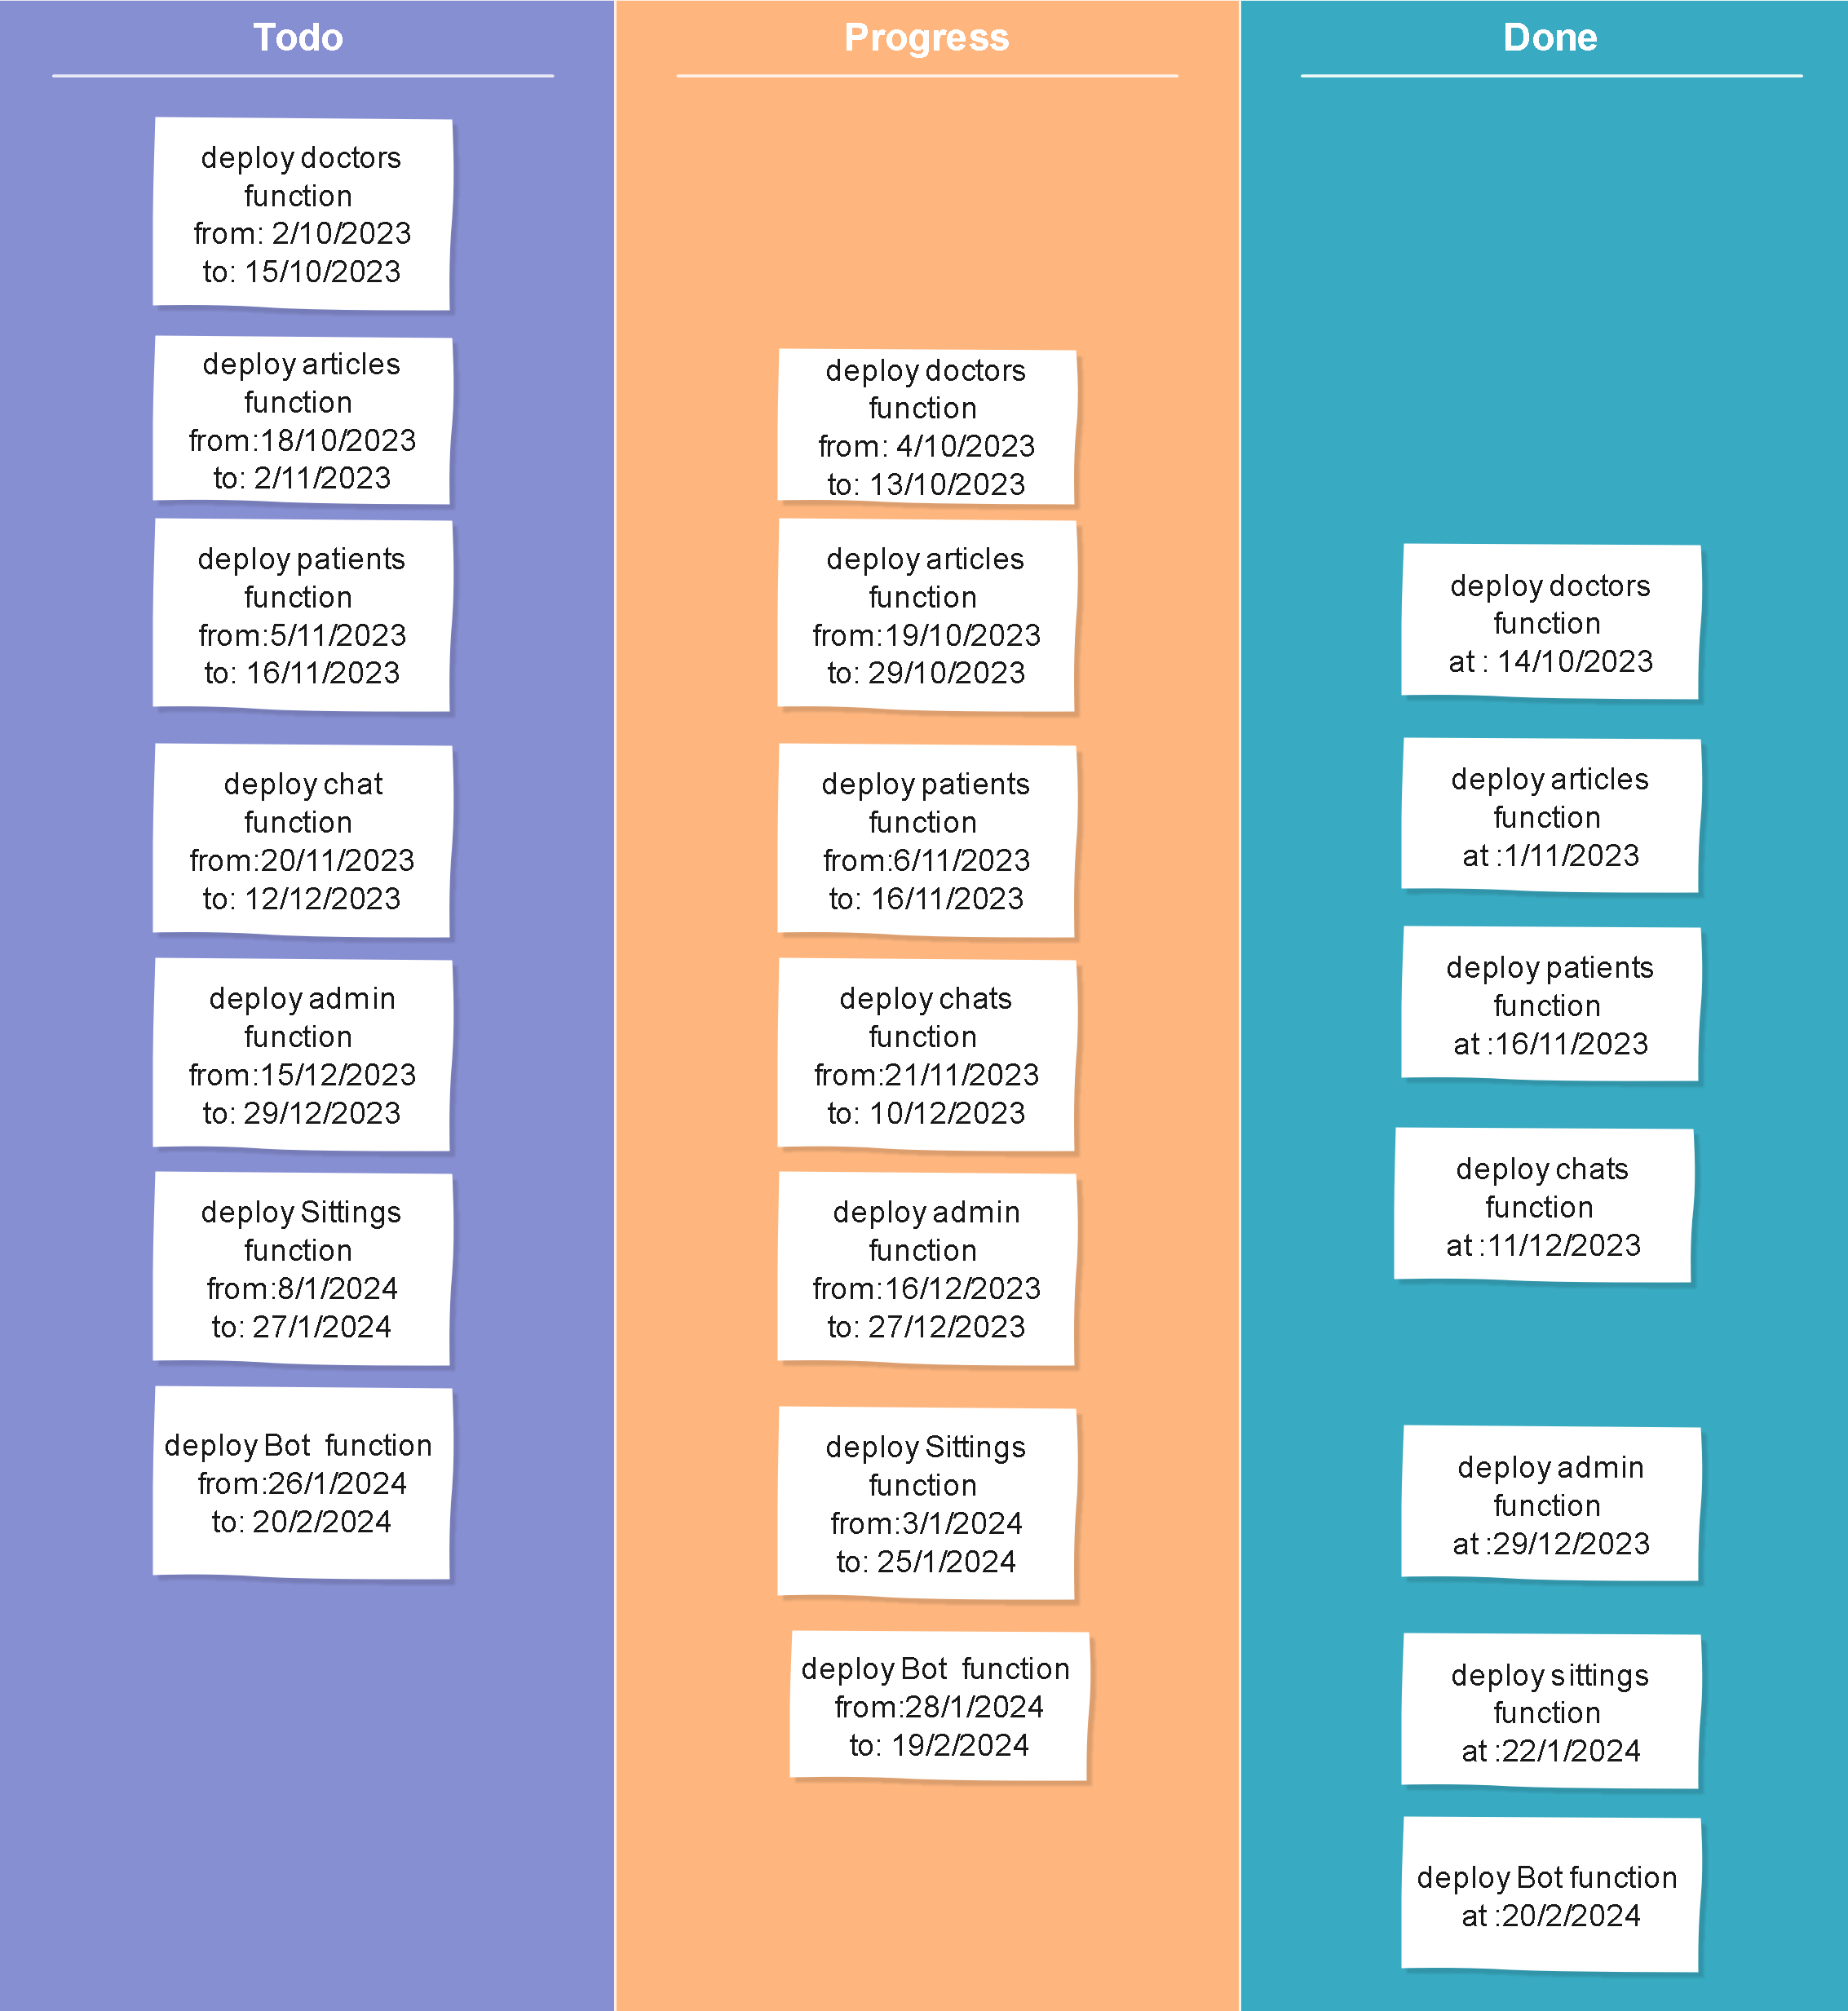 Todo
deploy doctors
function
from: 2/10/2023
to: 15/10/2023
deploy articles
function
from:18/10/2023
to: 2/11/2023
deploy patients
function
from:5/11/2023
to: 16/11/2023
deploy chat
function
from:20/11/2023
to: 12/12/2023
deploy admin
function
from:15/12/2023
to: 29/12/2023
deploy Sittings
function
from:8/1/2024
to: 27/1/2024
deploy Bot function
from:26/1/2024
to: 20/2/2024
Progress
deploy doctors
function
from: 4/10/2023
to: 13/10/2023
deploy articles
function
from:19/10/2023
to: 29/10/2023
deploy patients
function
from:6/11/2023
to: 16/11/2023
deploy chats
function
from:21/11/2023
to: 10/12/2023
deploy admin
function
from:16/12/2023
to: 27/12/2023
deploy Sittings
function
from:3/1/2024
to: 25/1/2024
deploy Bot function
from:28/1/2024
to: 19/2/2024
Done
deploy doctors
function
at : 14/10/2023
deploy articles
function
at :1/11/2023
deploy patients
function
at :16/11/2023
deploy chats
function
at :11/12/2023
deploy admin
function
at :29/12/2023
deploy sittings
function
at :22/1/2024
deploy Bot function
at :20/2/2024